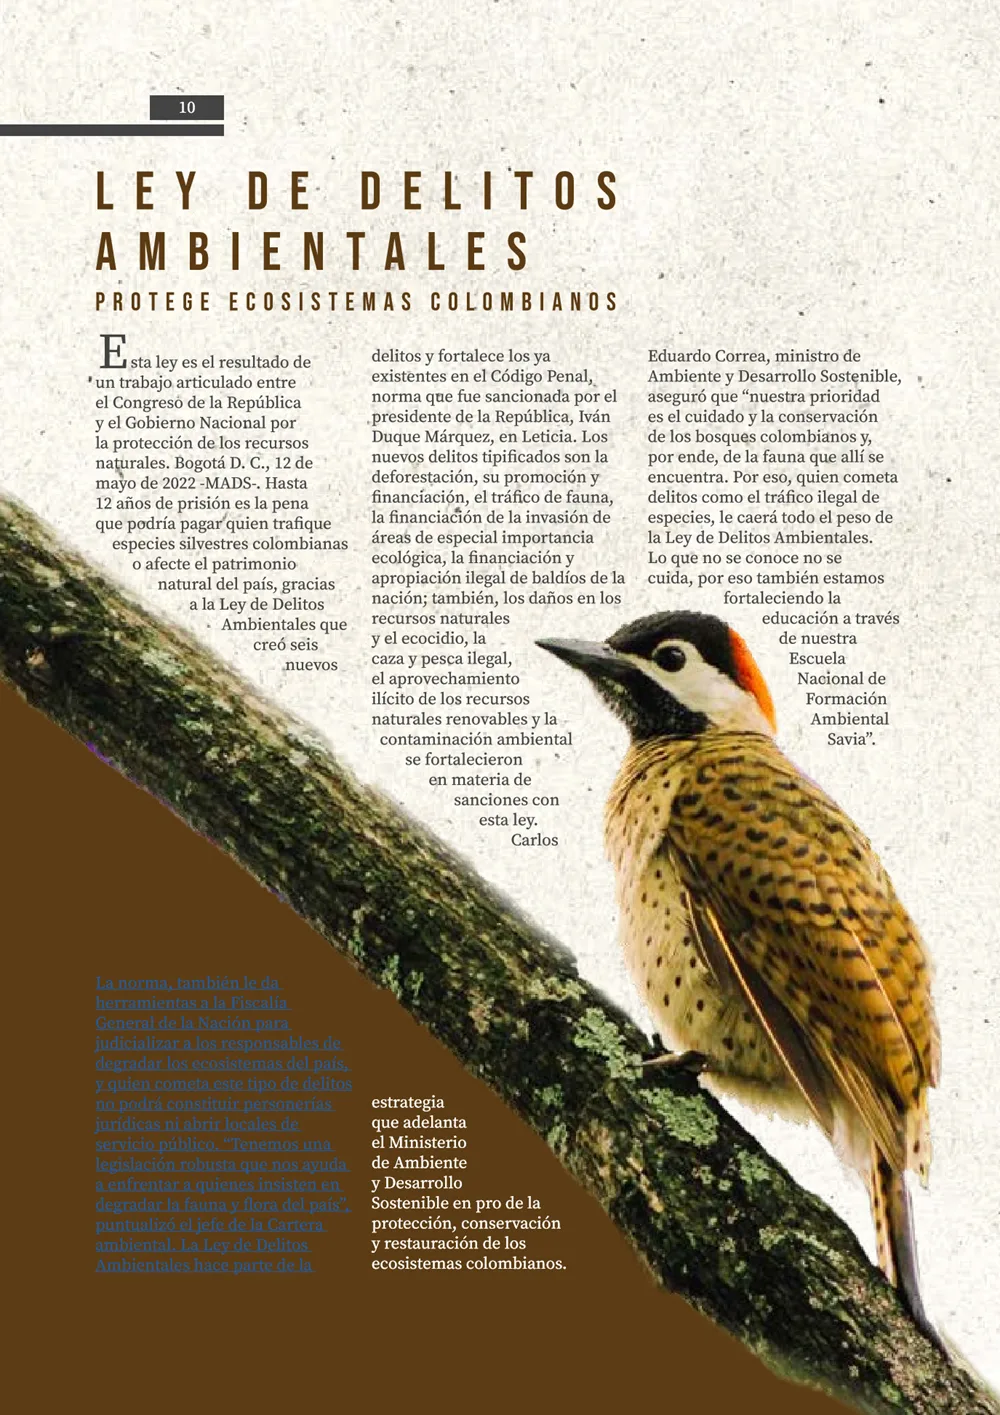 10
LEY DE DELITOS
AMBIENTALES
PROTEGE ECOSISTEMAS COLOMBIANOS
Esta ley es el resultado de
un trabajo articulado entre
el Congreso de la República
y el Gobierno Nacional por
la protección de los recursos
naturales. Bogotá D. C., 12 de
mayo de 2022 -MADS-. Hasta
12 años de prisión es la pena
que podría pagar quien trafique
especies silvestres colombianas
o afecte el patrimonio
natural del país, gracias
a la Ley de Delitos
Ambientales que
creó seis
nuevos
delitos y fortalece los ya
existentes en el Código Penal,
norma que fue sancionada por el
presidente de la República, Iván
Duque Márquez, en Leticia. Los
nuevos delitos tipificados son la
deforestación, su promoción y
financiación, el tráfico de fauna,
la financiación de la invasión de
áreas de especial importancia
ecológica, la financiación y
apropiación ilegal de baldíos de la
nación; también, los daños en los
recursos naturales
y el ecocidio, la
caza y pesca ilegal,
el aprovechamiento
ilícito de los recursos
naturales renovables y la
contaminación ambiental
se fortalecieron
en materia de
sanciones con
esta ley.
Carlos
Eduardo Correa, ministro de
Ambiente y Desarrollo Sostenible,
aseguró que “nuestra prioridad
es el cuidado y la conservación
de los bosques colombianos y,
por ende, de la fauna que allí se
encuentra. Por eso, quien cometa
delitos como el tráfico ilegal de
especies, le caerá todo el peso de
la Ley de Delitos Ambientales.
Lo que no se conoce no se
cuida, por eso también estamos
fortaleciendo la
educación a través
de nuestra
Escuela
Nacional de
Formación
Ambiental
Savia”.
La norma, también le da
herramientas a la Fiscalía
General de la Nación para
judicializar a los responsables de
degradar los ecosistemas del país,
y quien cometa este tipo de delitos
no podrá constituir personerías
jurídicas ni abrir locales de
servicio público. “Tenemos una
legislación robusta que nos ayuda
a enfrentar a quienes insisten en
degradar la fauna y flora del país”,
puntualizó el jefe de la Cartera
ambiental. La Ley de Delitos
Ambientales hace parte de la
estrategia
que adelanta
el Ministerio
de Ambiente
y Desarrollo
Sostenible en pro de la
protección, conservación
y restauración de los
ecosistemas colombianos.